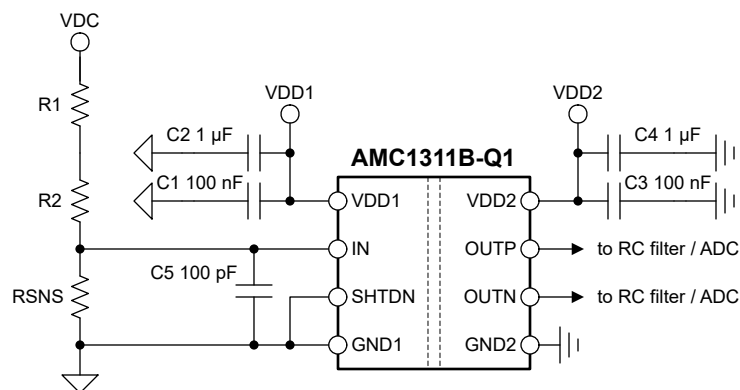 VDC
R1
VDD1
VDD2
C2 1 µF
C4 1 µF
AMC1311B-Q1
C1 100 nF
C3 100 nF
R2
VDD1
VDD2
IN
OUTP
to RC filter / ADC
C5 100 pF
RSNS
SHTDN
OUTN
to RC filter / ADC
GND1
GND2